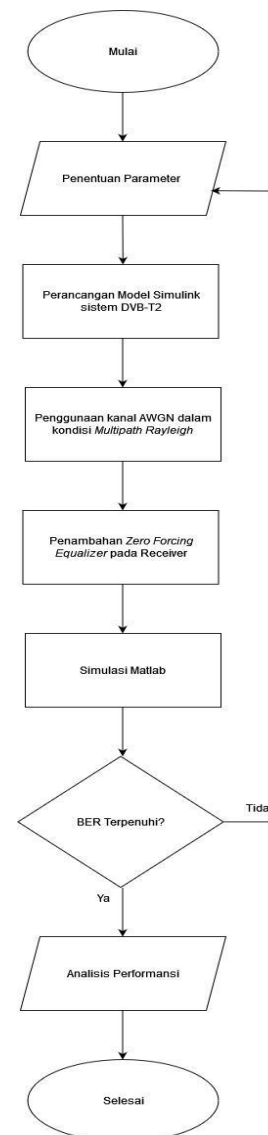 Mulai
Penentuan Parameter
Perancangan Model Simulink
sistem DVB-T2
Penggunaan kanal AWGN dalam
kondisi Multipath Rayleigh
Penambahan Zero Forcing
Equalizer pada Receiver
Simulasi Matlab
BER Terpenuhi?
Tida
Ya
Analisis Performansi
Selesai